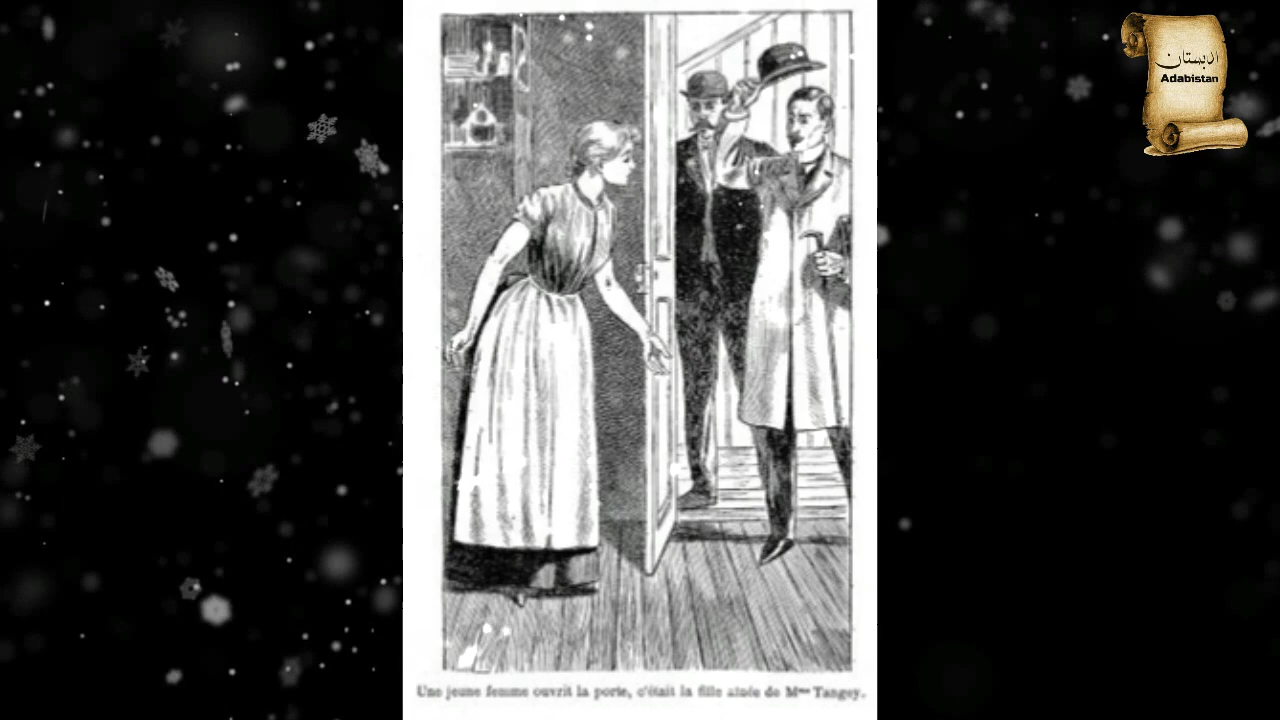 ادبستان
Adabistan
Une jeune femme ouvrit la porte, c'était la fille aînée de Mme Tangey.